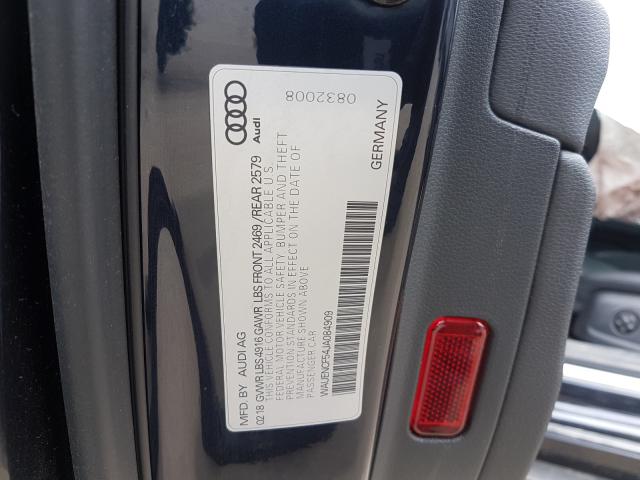 Audi
0832008
MFD BY AUDI AG
GERMANY
02 18 GVWR LBS 4916 GAWR LBS FRONT 2469 / REAR 2579
THIS VEHICLE CONFORMS TO ALL APPLICABLE U S
FEDERAL MOTOR VEHICLE SAFETY, BUMPER AND THEFT
PREVENTION STANDARDS IN EFFECT ON THE DATE OF
MANUFACTURE SHOWN ABOVE
PASSENGER CAR
WAUENCF54JA084909